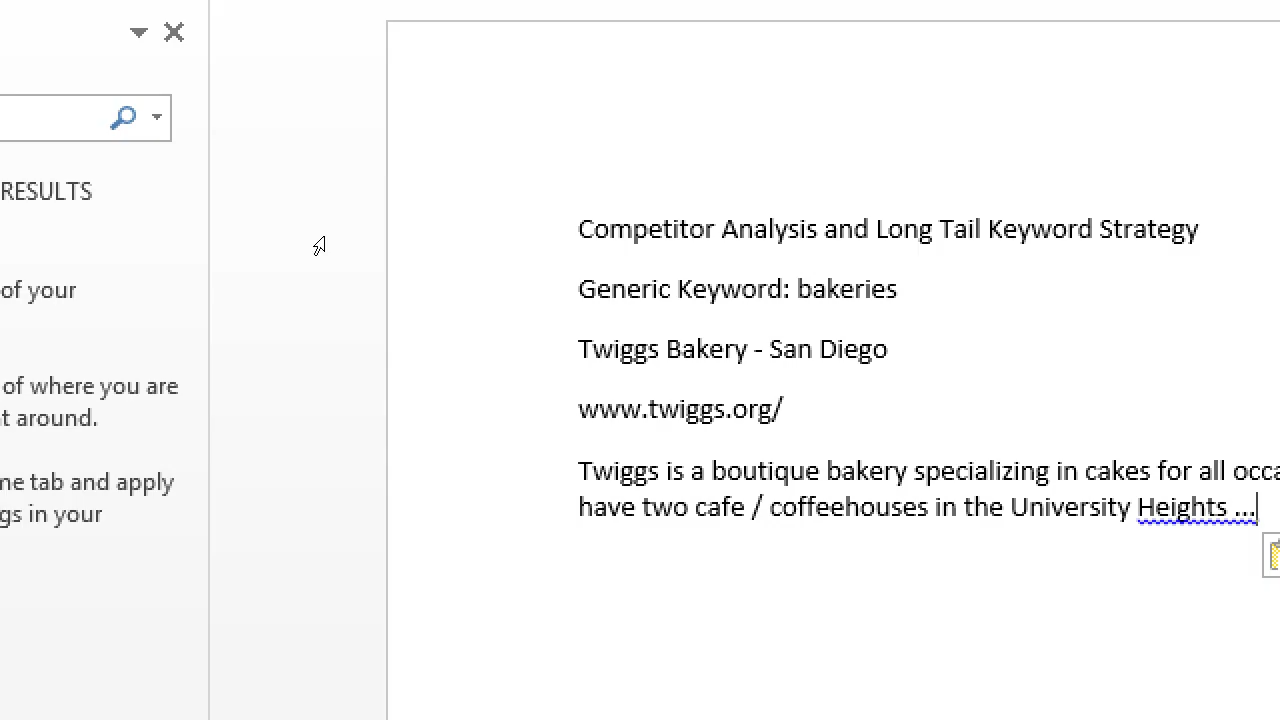 RESULTS
of your
of where you are
t around.
ne tab and apply
gs in your
Competitor Analysis and Long Tail Keyword Strategy
Generic Keyword: bakeries
Twiggs Bakery - San Diego
www.twiggs.org/
Twiggs is a boutique bakery specializing in cakes for all occa
have two cafe / coffeehouses in the University Heights ...